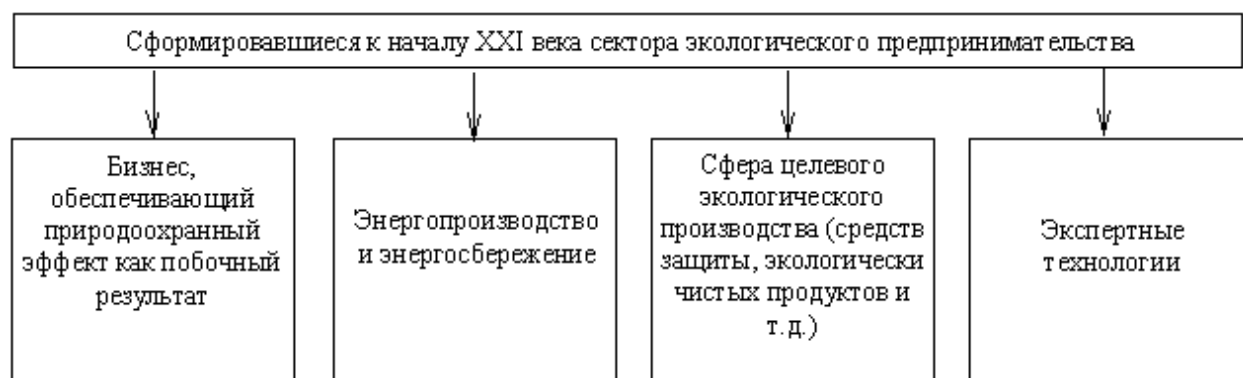 Сформировавшиеся к началу XXI века сектора экологического предпринимательства
Бизнес,
обеспечивающий
природоохранный
эффект как побочный
результат
Энергопроизводство
и энергосбережение
Сфера целевого
экологического
производства (средств
защиты, экологически
чистых продуктов и
т.д.)
Экспертные
технологии